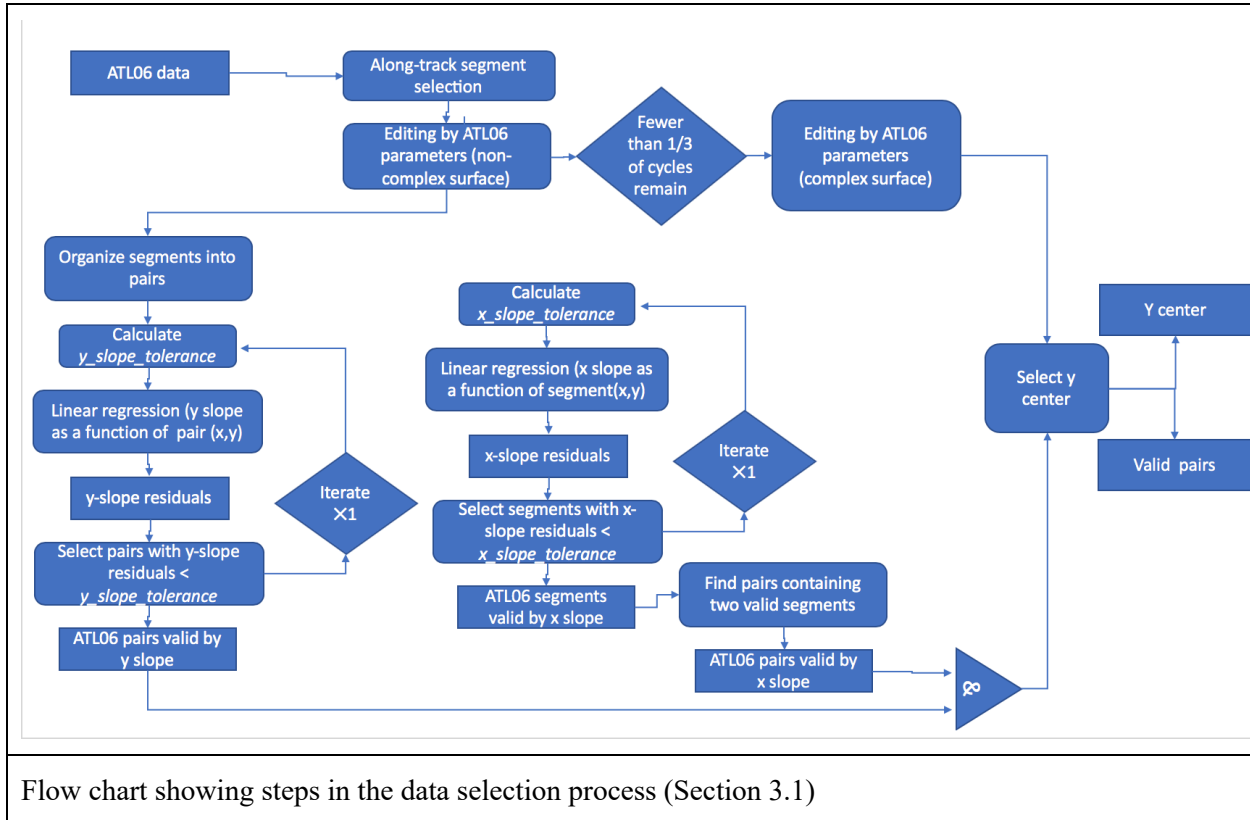 ATL06 data
Along-track segment
selection
Editing by ATL06
parameters (non-
complex surface)
Fewer
than 1/3
of cycles
remain
Editing by ATL06
parameters
(complex surface)
Organize segments into
pairs
Calculate
y_slope_tolerance
Linear regression (y slope
as a function of  pair (x,y)
y-slope residuals
Select pairs with y-slope
residuals <
y_slope_tolerance
Iterate
×1
ATL06 pairs valid by
y slope
Calculate
x_slope_tolerance
Linear regression (x slope as
a function of segment(x,y)
x-slope residuals
Select segments with x-
slope residuals <
x_slope_tolerance
Iterate
×1
ATL06 segments
valid by x slope
Find pairs containing
two valid segments
ATL06 pairs valid by
x slope
&
Select y
center
Y center
Valid  pairs
Flow chart showing steps in the data selection process (Section 3.1)